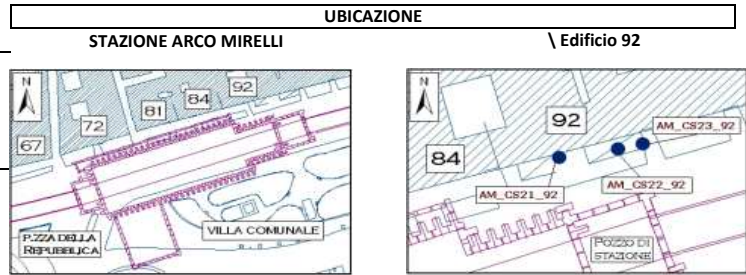 UBICAZIONE
STAZIONE ARCO MIRELLI
\ Edificio 92
N
67
72
81
84
92
P.ZZA DELLA
REPUBBLICA
VILLA COMUNALE
N
84
92
AM_CS23_92
AM_CS21_92
AM_CS22_92
POZZO DI
STAZIONE